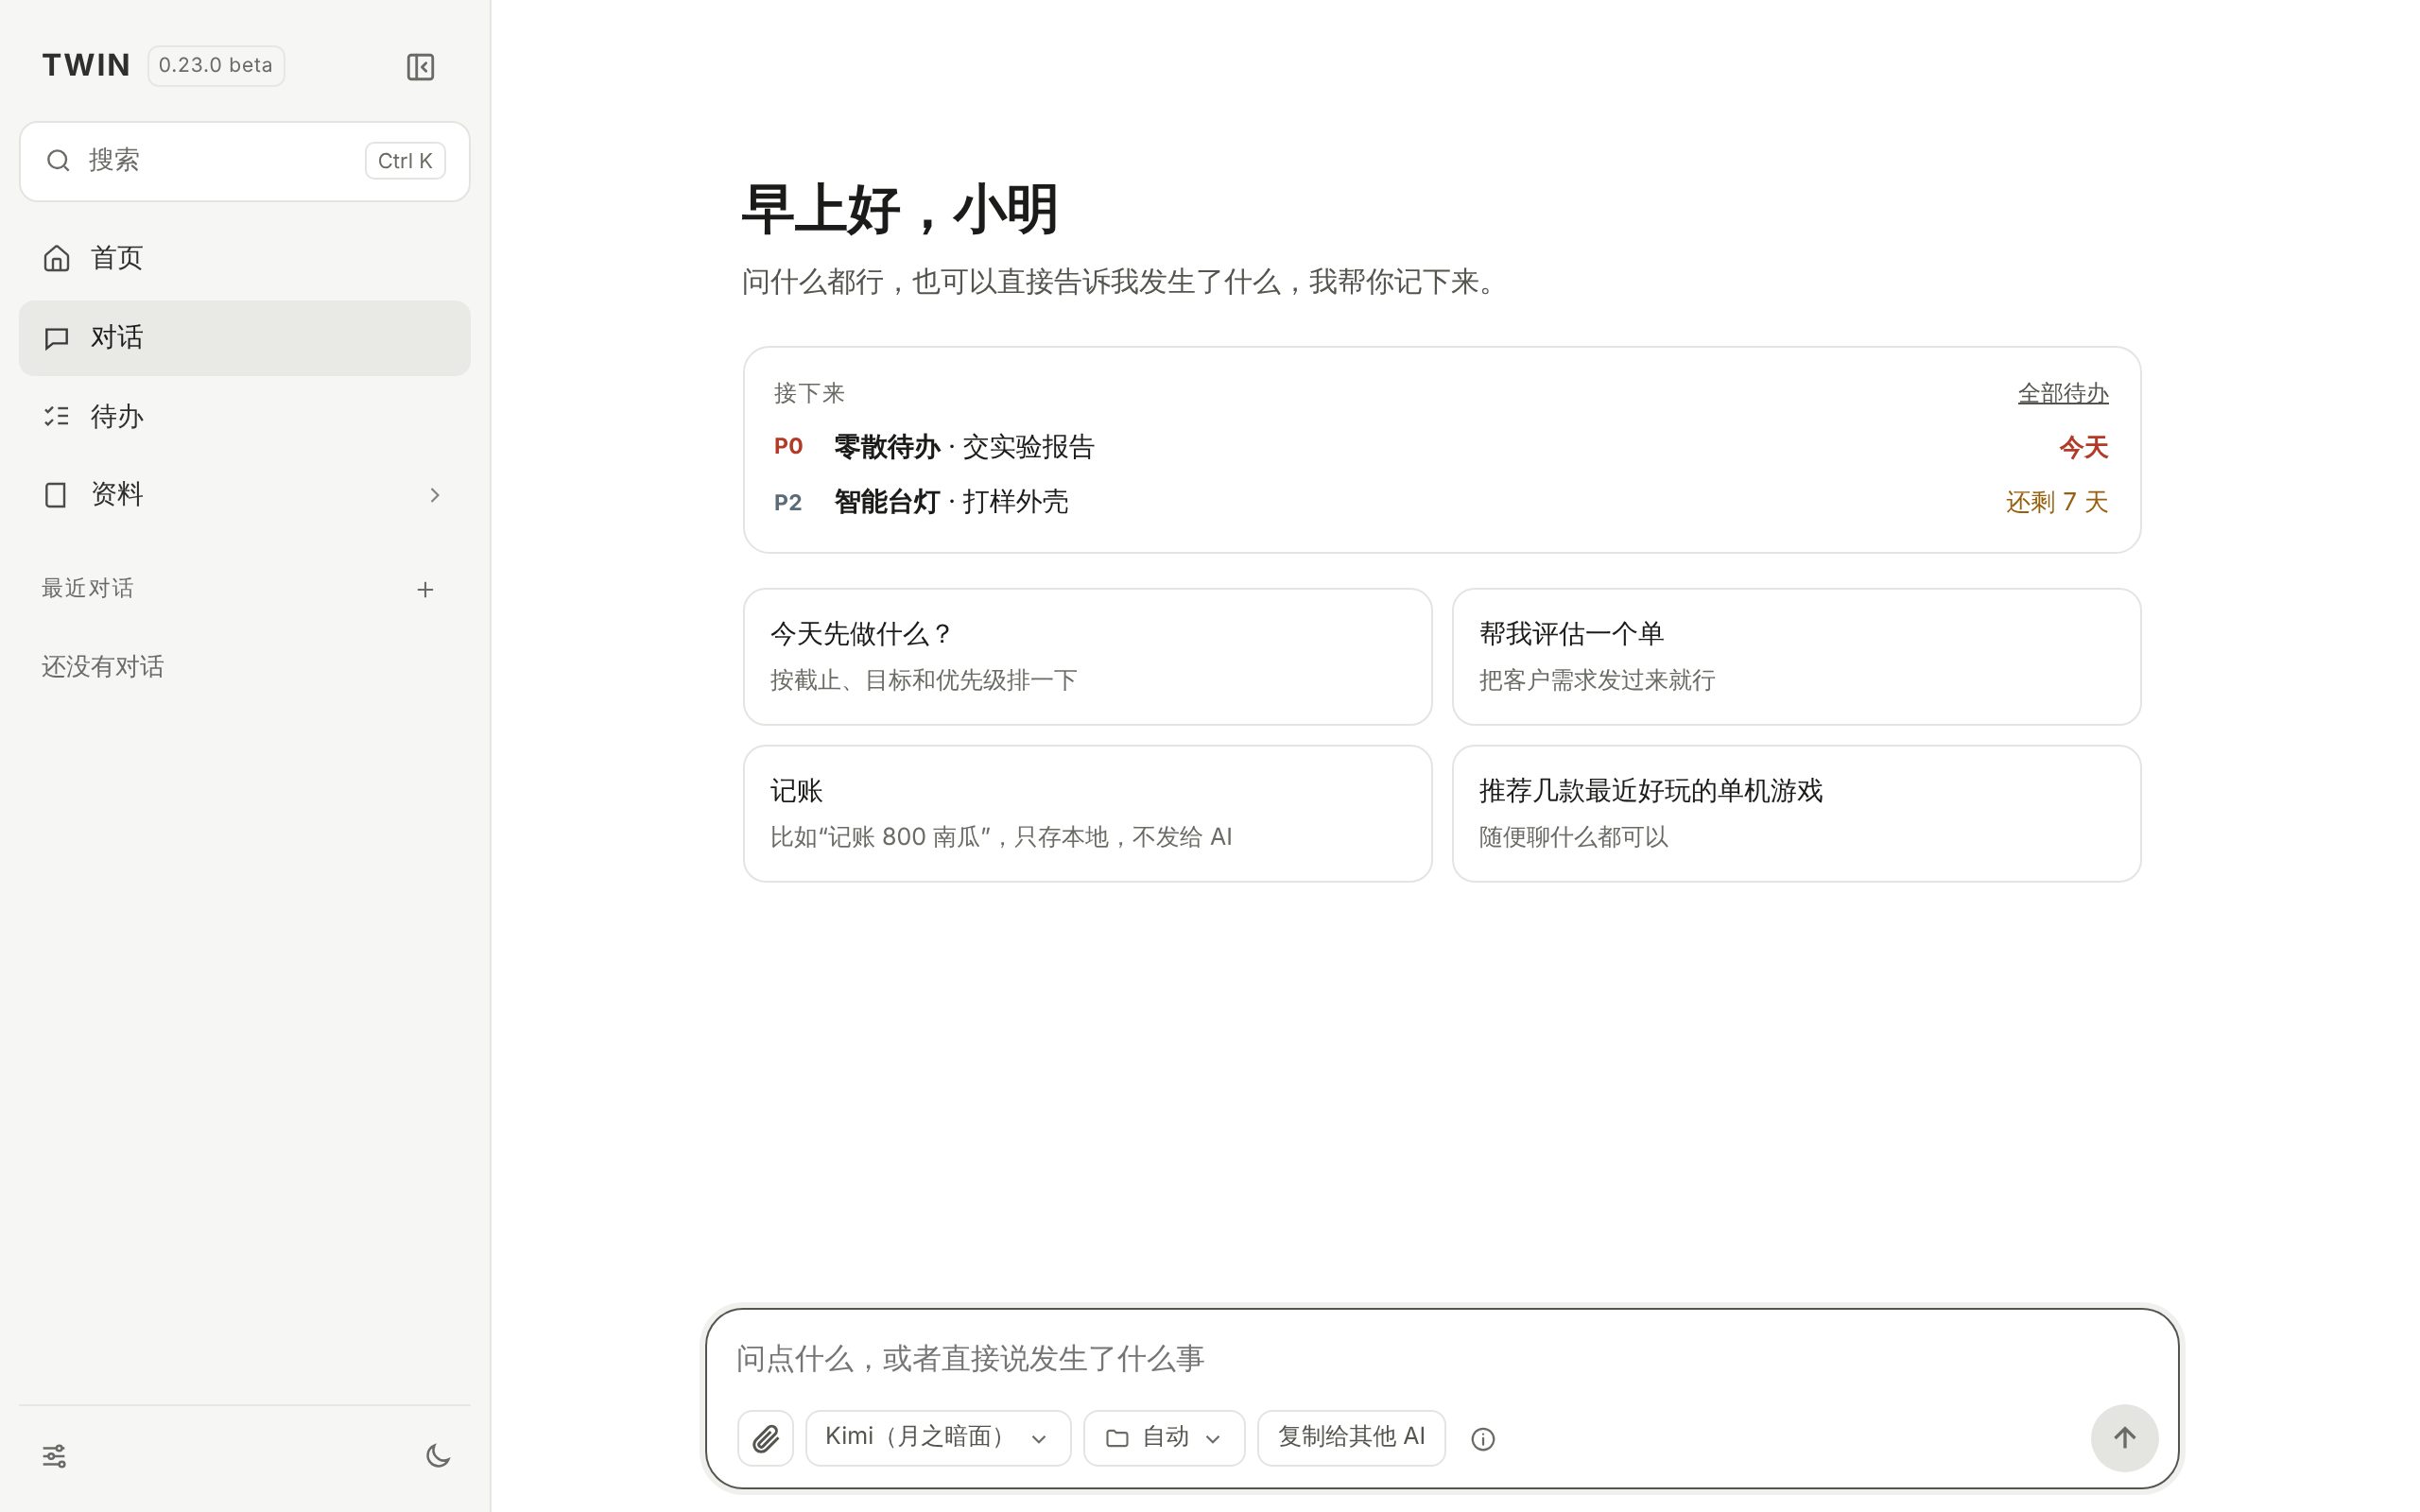 TWIN 0.23.0 beta
搜索 Ctrl K
首页
对话
待办
资料
最近对话
还没有对话
早上好，小明
问什么都行，也可以直接告诉我发生了什么，我帮你记下来。
接下来 全部待办
P0 零散待办 · 交实验报告 今天
P2 智能台灯 · 打样外壳 还剩 7 天
今天先做什么？
按截止、目标和优先级排一下
帮我评估一个单
把客户需求发过来就行
记账
比如“记账 800 南瓜”，只存本地，不发给 AI
推荐几款最近好玩的单机游戏
随便聊什么都可以
问点什么，或者直接说发生了什么事
Kimi（月之暗面） 自动 复制给其他 AI